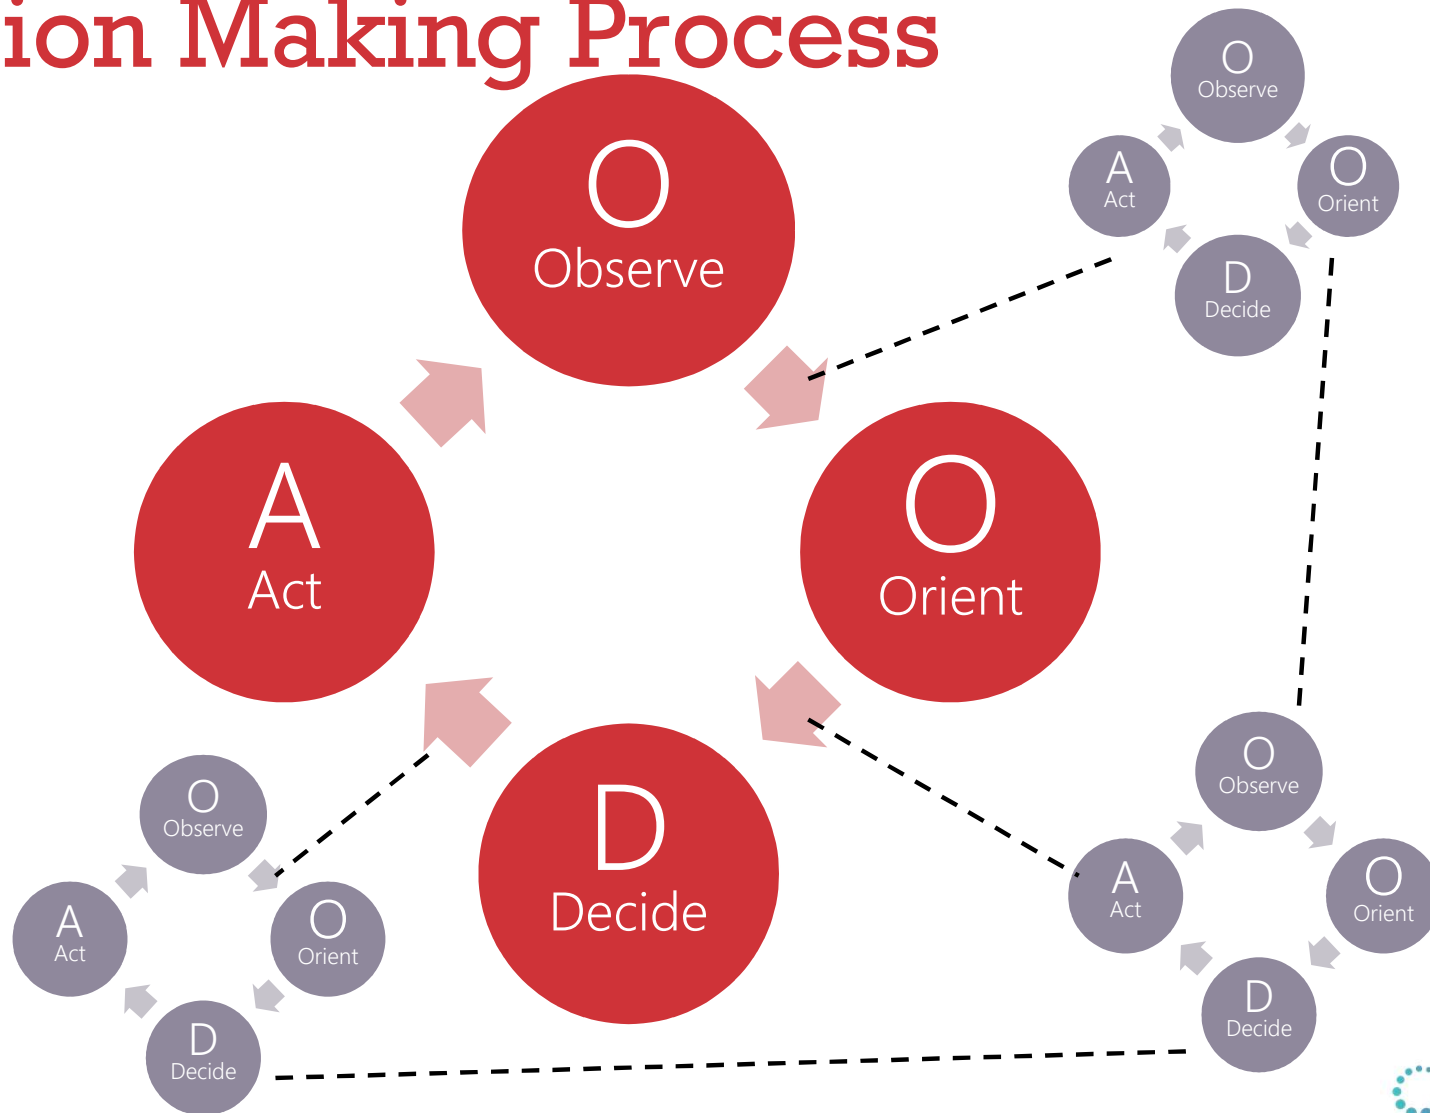 ion Making Process
O
Observe
O
Orient
D
Decide
A
Act
O
Observe
O
Orient
D
Decide
A
Act
O
Observe
O
Orient
D
Decide
A
Act
O
Observe
O
Orient
D
Decide
A
Act